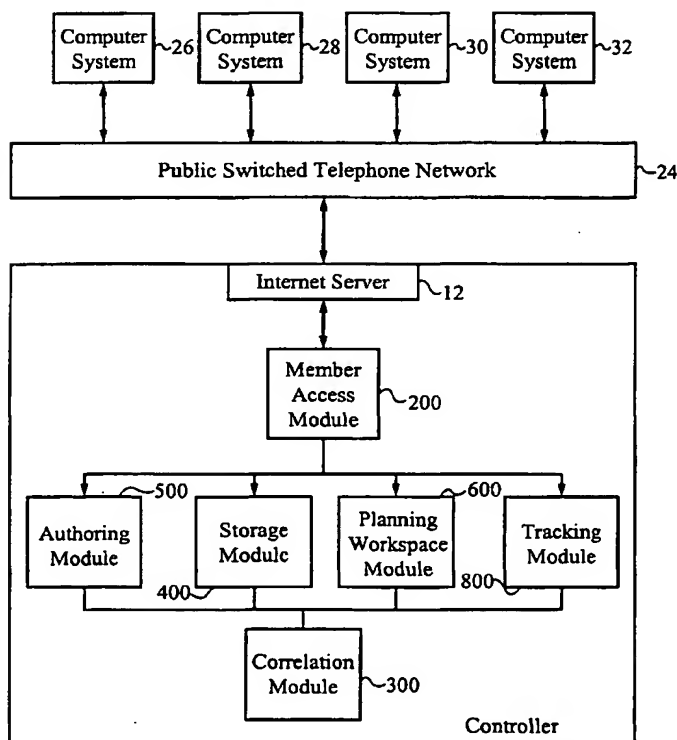 Computer System
26
Computer System
28
Computer System
30
Computer System
32
Public Switched Telephone Network
24
Internet Server
12
Member
Access
Module
200
500
600
Authoring
Module
Storage
Modulc
Planning
Workspace
Module
Tracking
Module
400
800
Correlation
Module
300
Controller